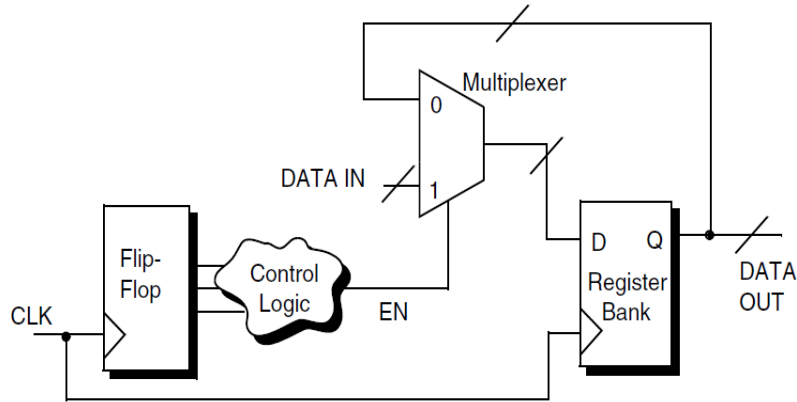 Multiplexer
0
DATA IN
1
Flip-
Flop
Control
Logic
EN
CLK
D
Q
Register
Bank
DATA
OUT